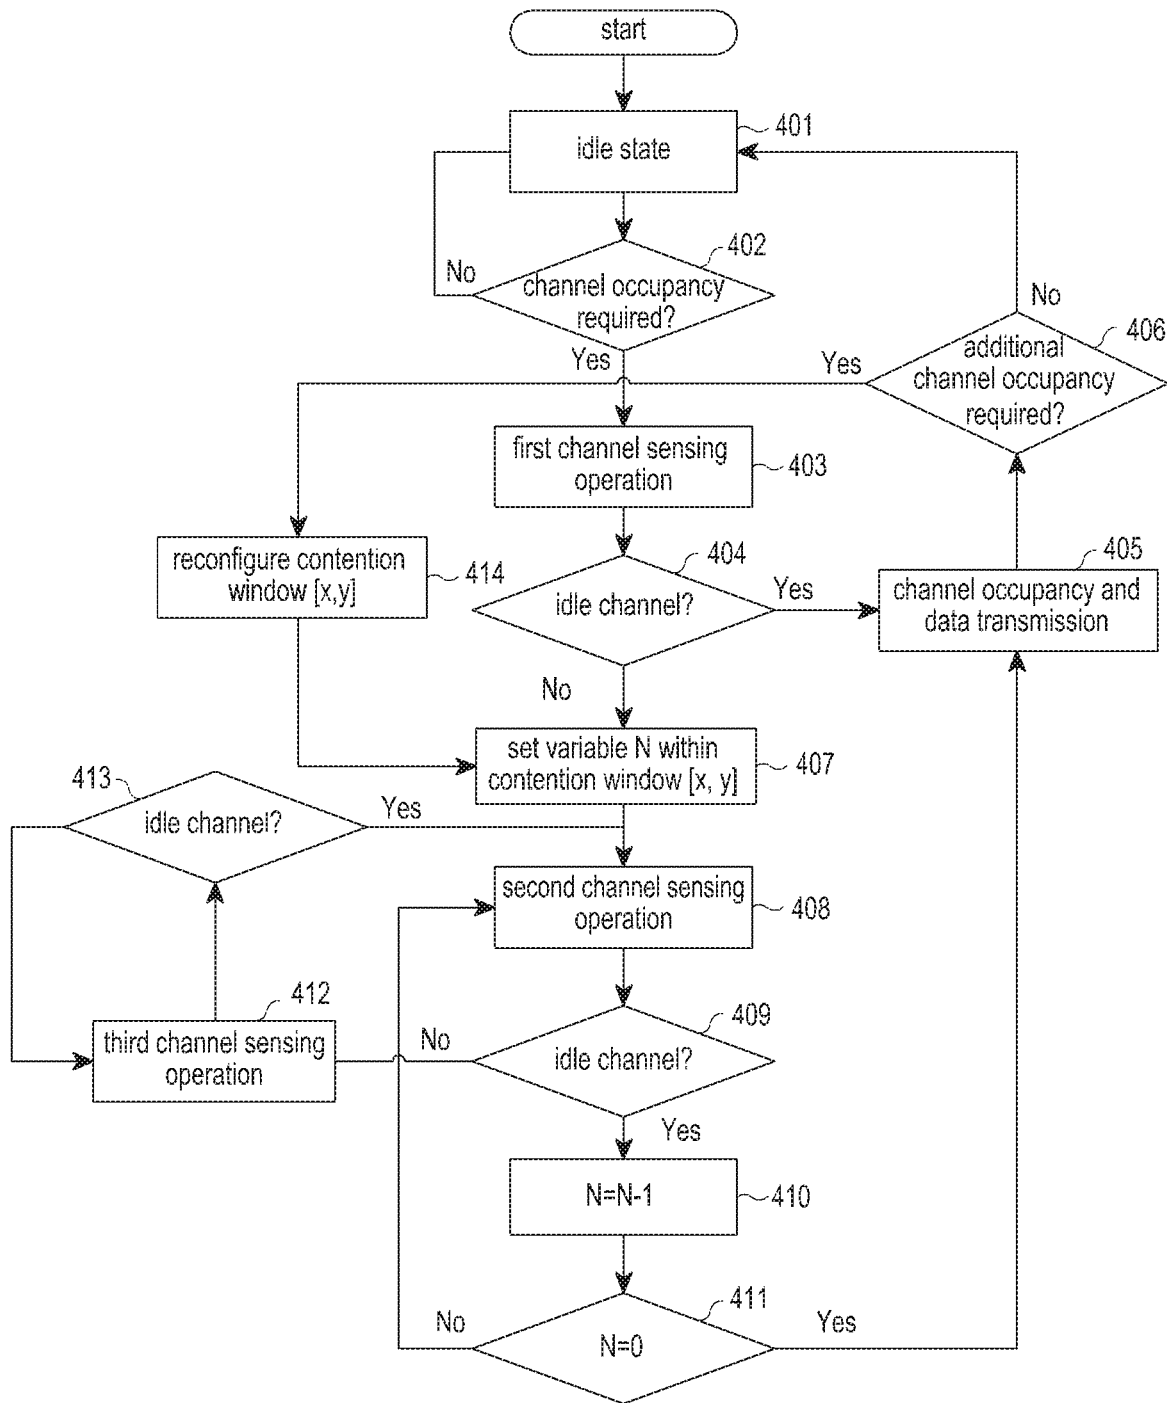 start
401
idle state
402
No
channel occupancy
required?
Yes
No
406
additional
channel occupancy
required?
Yes
first channel sensing
operation
403
reconfigure contention
window [x,y]
414
404
idle channel?
Yes
405
channel occupancy and
data transmission
No
set variable N within
contention window [x, y]
407
413
idle channel?
Yes
second channel sensing
operation
408
412
third channel sensing
operation
No
409
idle channel?
Yes
N=N-1
410
411
No
N=0
Yes